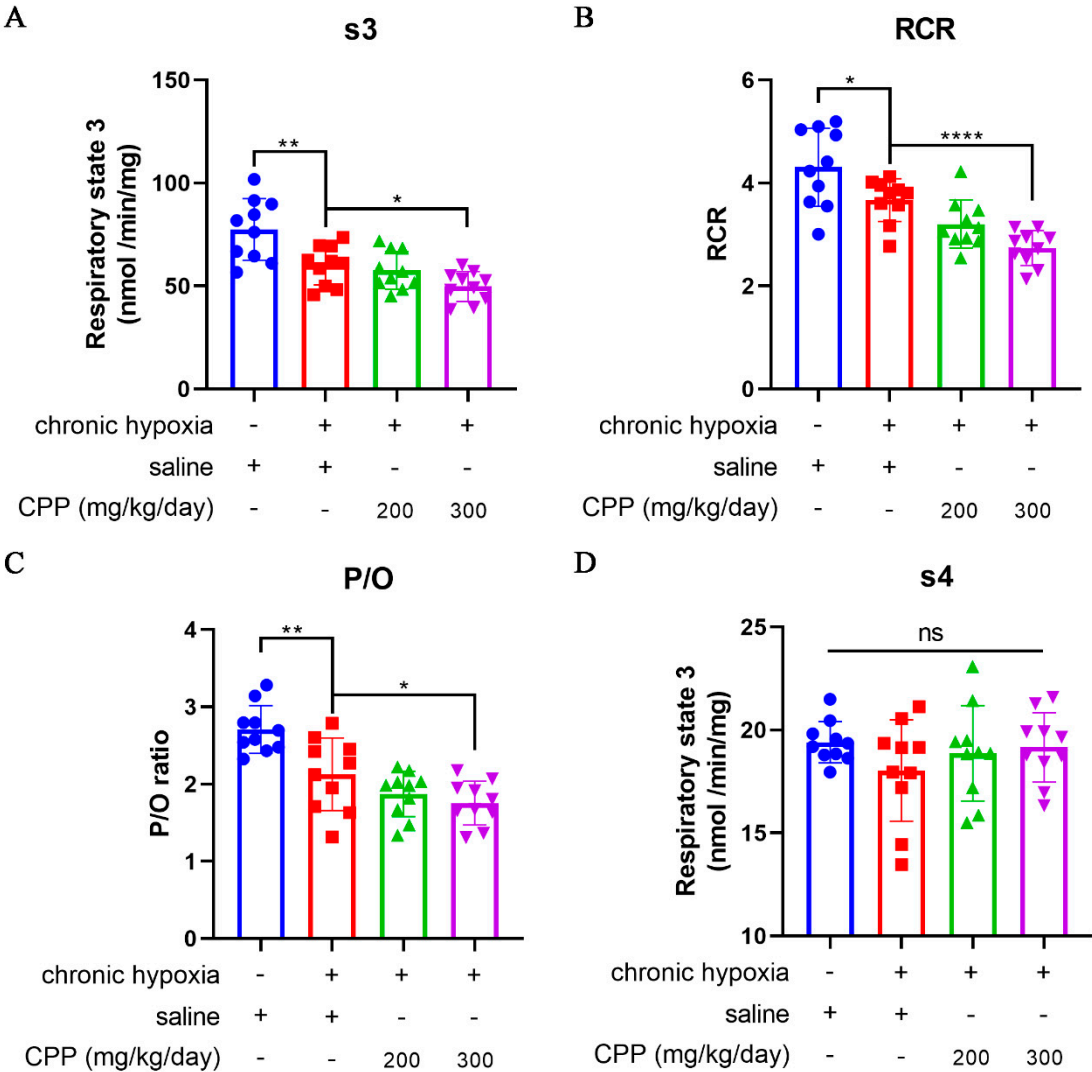 A
s3
Respiratory state 3
(nmol /min/mg)
150
100
50
0
**
*
chronic hypoxia - + + +
saline + + - -
CPP (mg/kg/day) - - 200 300
B
RCR
RCR
6
4
2
0
*
****
chronic hypoxia - + + +
saline + + - -
CPP (mg/kg/day) - - 200 300
C
P/O
P/O ratio
4
3
2
1
0
**
*
chronic hypoxia - + + +
saline + + - -
CPP (mg/kg/day) - - 200 300
D
s4
Respiratory state 3
(nmol /min/mg)
25
20
15
10
ns
chronic hypoxia - + + +
saline + + - -
CPP (mg/kg/day) - - 200 300